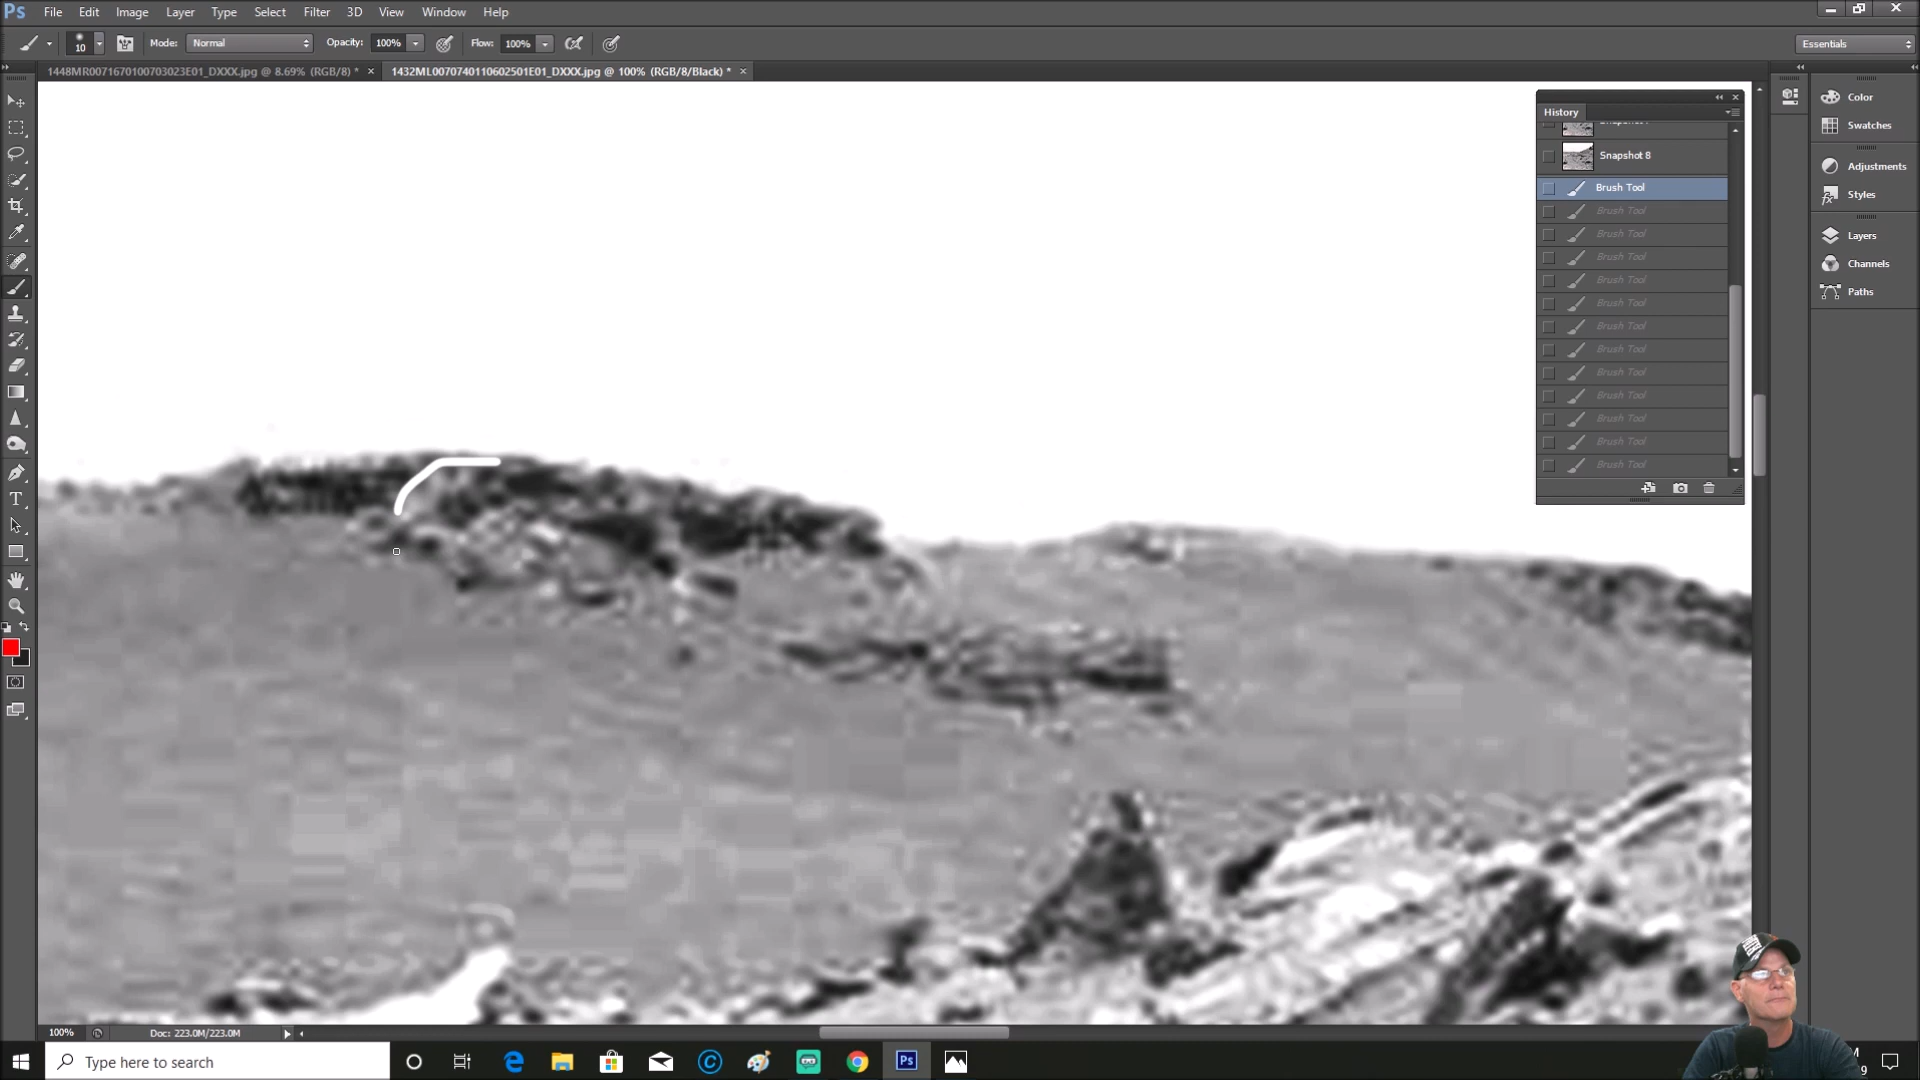 Ps File Edit Image Layer Type Select Filter 3D View Window Help
10 Mode: Normal Opacity: 100% Flow: 100% Essentials
1448MR0071670100703023E01_DXXX.jpg @ 8.69% (RGB/8) * × 1432ML0070740110602501E01_DXXX.jpg @ 100% (RGB/8/Black) * ×
History
Snapshot 8
Brush Tool
Brush Tool
Brush Tool
Brush Tool
Brush Tool
Brush Tool
Brush Tool
Brush Tool
Brush Tool
Brush Tool
Brush Tool
Brush Tool
Brush Tool
Color
Swatches
Adjustments
Styles
Layers
Channels
Paths
T
100% Doc: 223.0M/223.0M
Type here to search
Ps